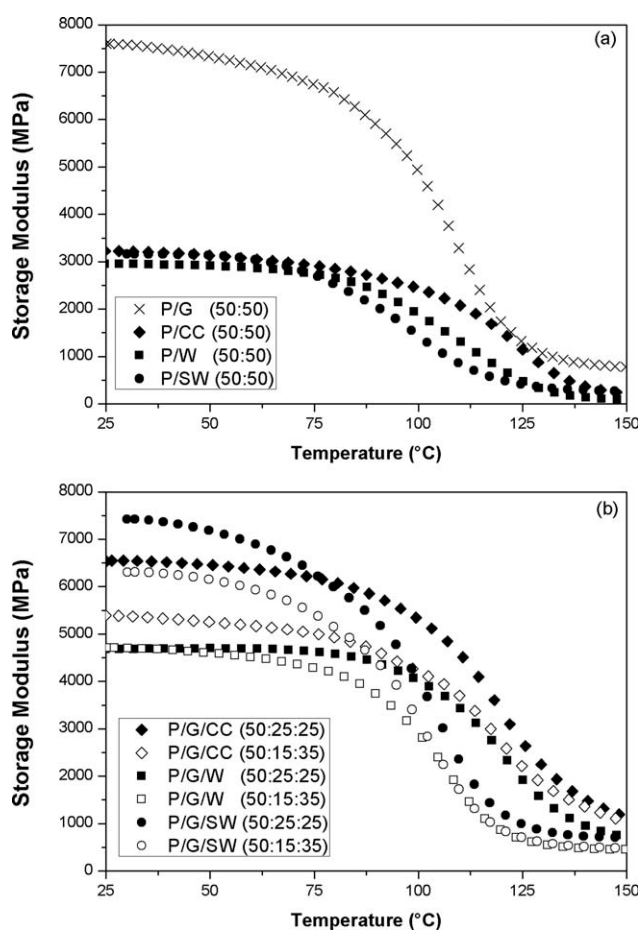 (a)
8000
7000
6000
5000
4000
3000
2000
1000
0
Storage Modulus (MPa)
P/G (50:50)
P/CC (50:50)
P/W (50:50)
P/SW (50:50)
25 50 75 100 125 150
Temperature (°C)
(b)
8000
7000
6000
5000
4000
3000
2000
1000
0
Storage Modulus (MPa)
P/G/CC (50:25:25)
P/G/CC (50:15:35)
P/G/W (50:25:25)
P/G/W (50:15:35)
P/G/SW (50:25:25)
P/G/SW (50:15:35)
25 50 75 100 125 150
Temperature (°C)